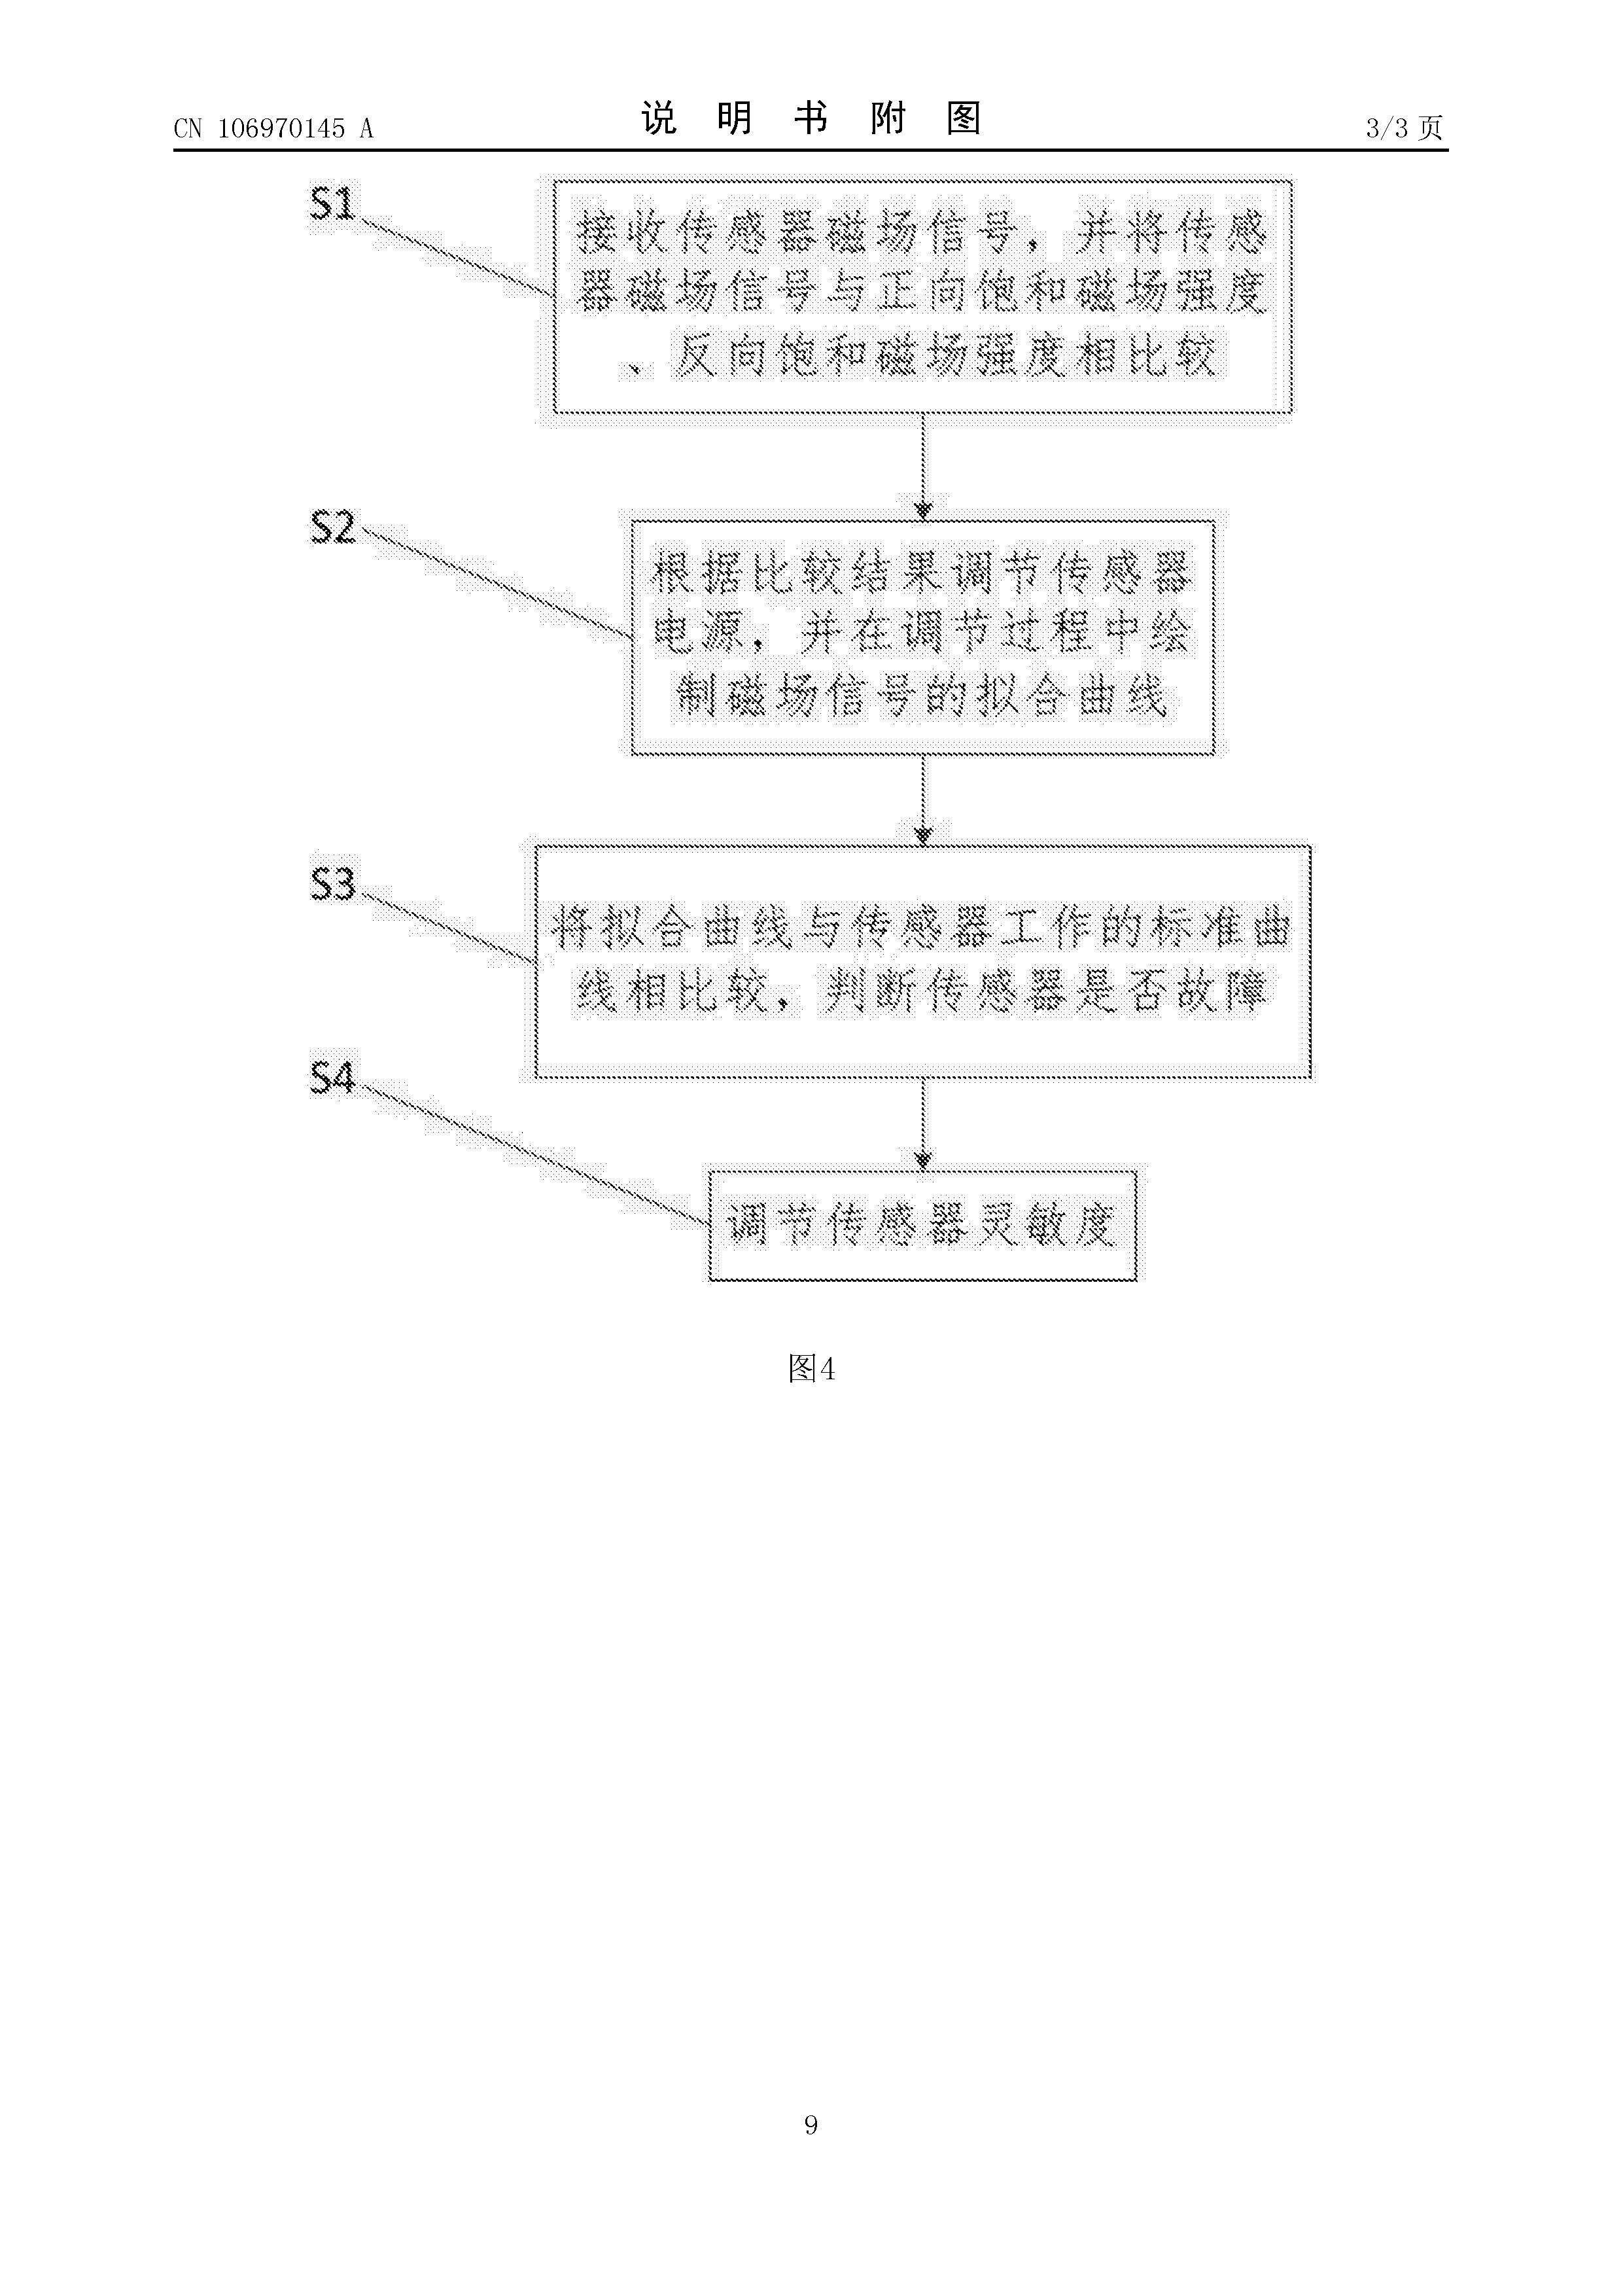 CN 106970145 A
说明书附图
3/3 页
S1
接收传感器磁场信号，并将传感
器磁场信号与正向饱和磁场强度
、反向饱和磁场强度相比较
S2
根据比较结果调节传感器
电源，并在调节过程中绘
制磁场信号的拟合曲线
S3
将拟合曲线与传感器工作的标准曲
线相比较，判断传感器是否故障
S4
调节传感器灵敏度
图4
9